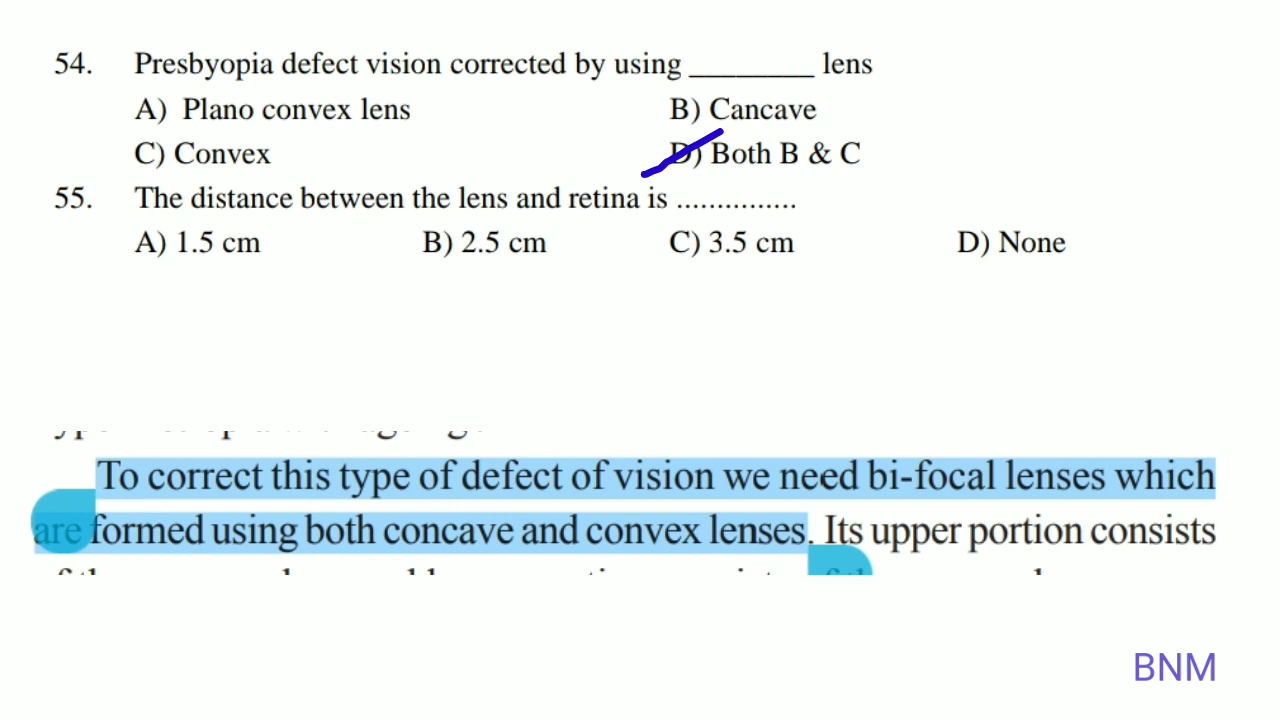 54. Presbyopia defect vision corrected by using ________ lens
A) Plano convex lens B) Cancave
C) Convex D) Both B & C
55. The distance between the lens and retina is ...............
A) 1.5 cm B) 2.5 cm C) 3.5 cm D) None
To correct this type of defect of vision we need bi-focal lenses which
are formed using both concave and convex lenses. Its upper portion consists
BNM